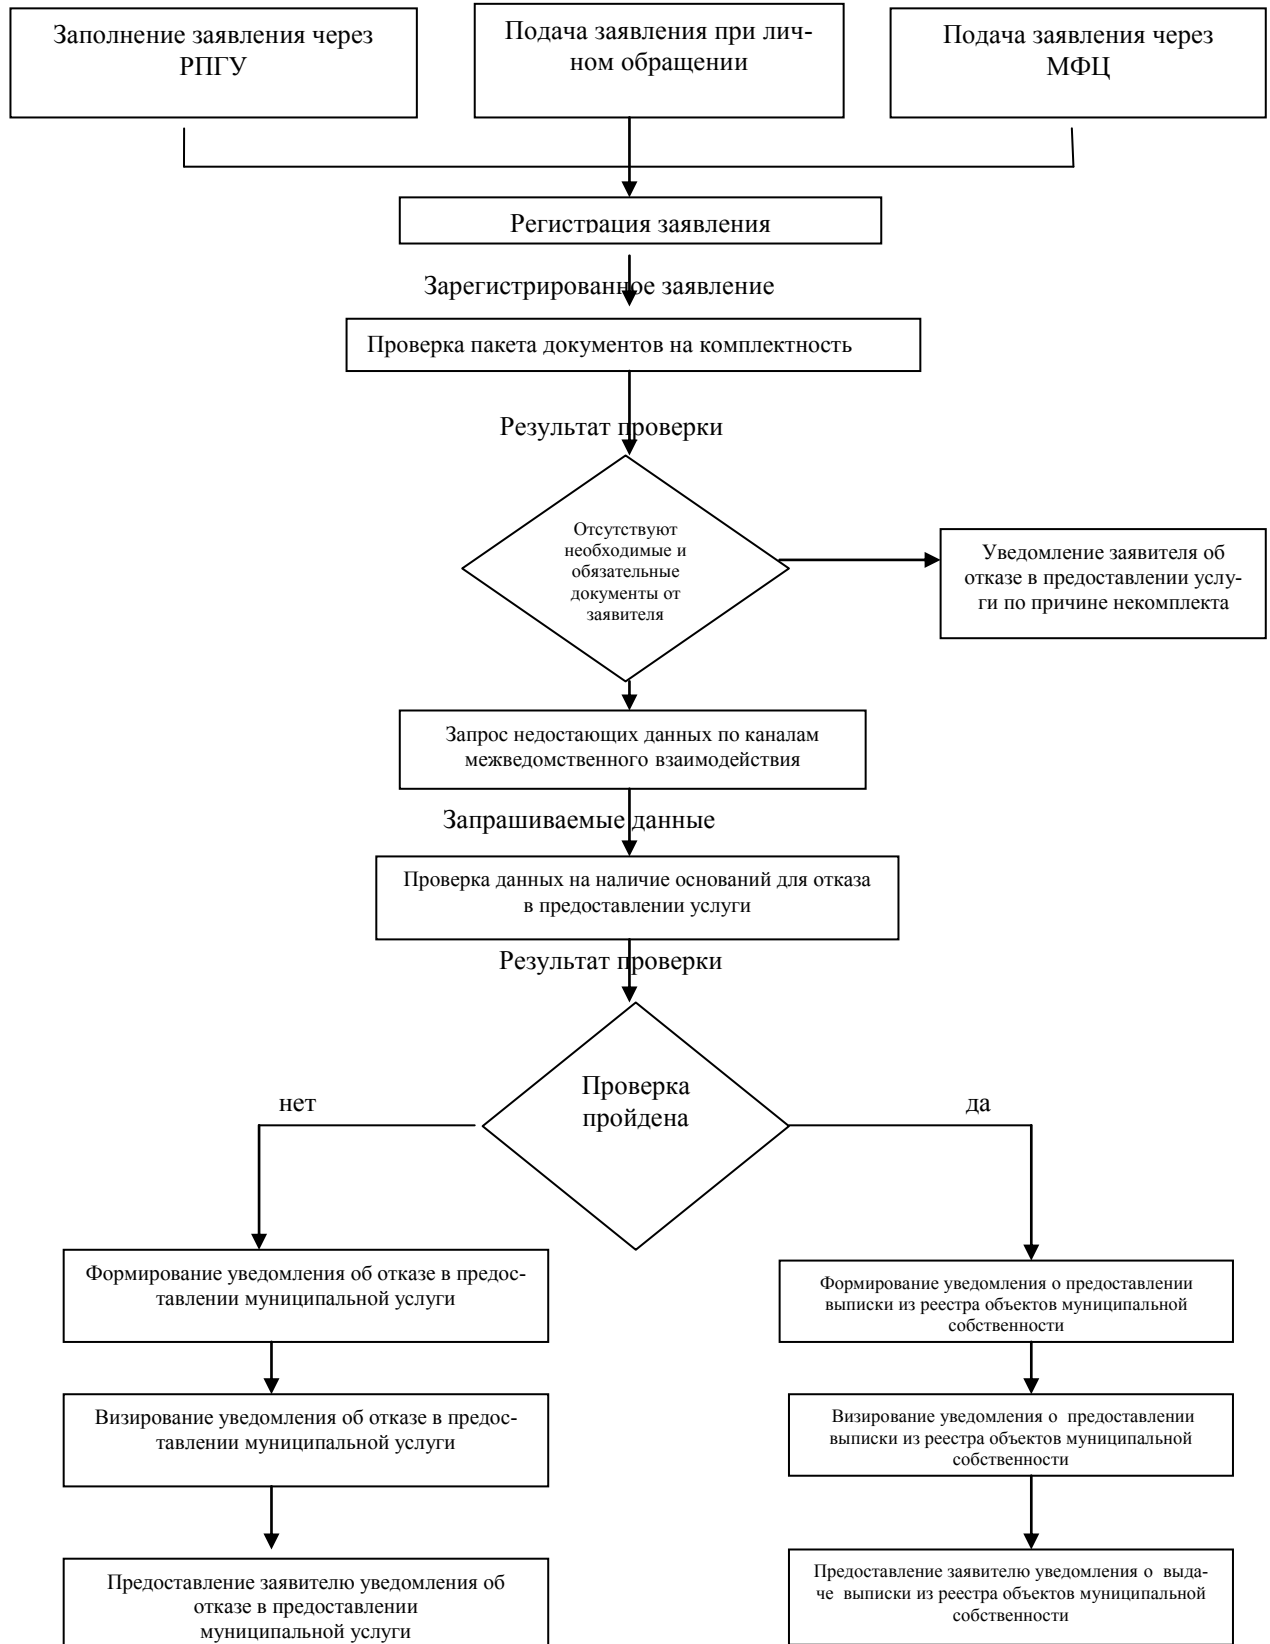 Заполнение заявления через
РПГУ
Подача заявления при лич-
ном обращении
Подача заявления через
МФЦ
Регистрация заявления
Зарегистрированное заявление
Проверка пакета документов на комплектность
Результат проверки
Отсутствуют
необходимые и
обязательные
документы от
заявителя
Уведомление заявителя об
отказе в предоставлении услу-
ги по причине некомплекта
Запрос недостающих данных по каналам
межведомственного взаимодействия
Запрашиваемые данные
Проверка данных на наличие оснований для отказа
в предоставлении услуги
Результат проверки
Проверка
пройдена
нет
да
Формирование уведомления об отказе в предос-
тавлении муниципальной услуги
Формирование уведомления о предоставлении
выписки из реестра объектов муниципальной
собственности
Визирование уведомления об отказе в предос-
тавлении муниципальной услуги
Визирование уведомления о предоставлении
выписки из реестра объектов муниципальной
собственности
Предоставление заявителю уведомления об
отказе в предоставлении
муниципальной услуги
Предоставление заявителю уведомления о выда-
че выписки из реестра объектов муниципальной
собственности